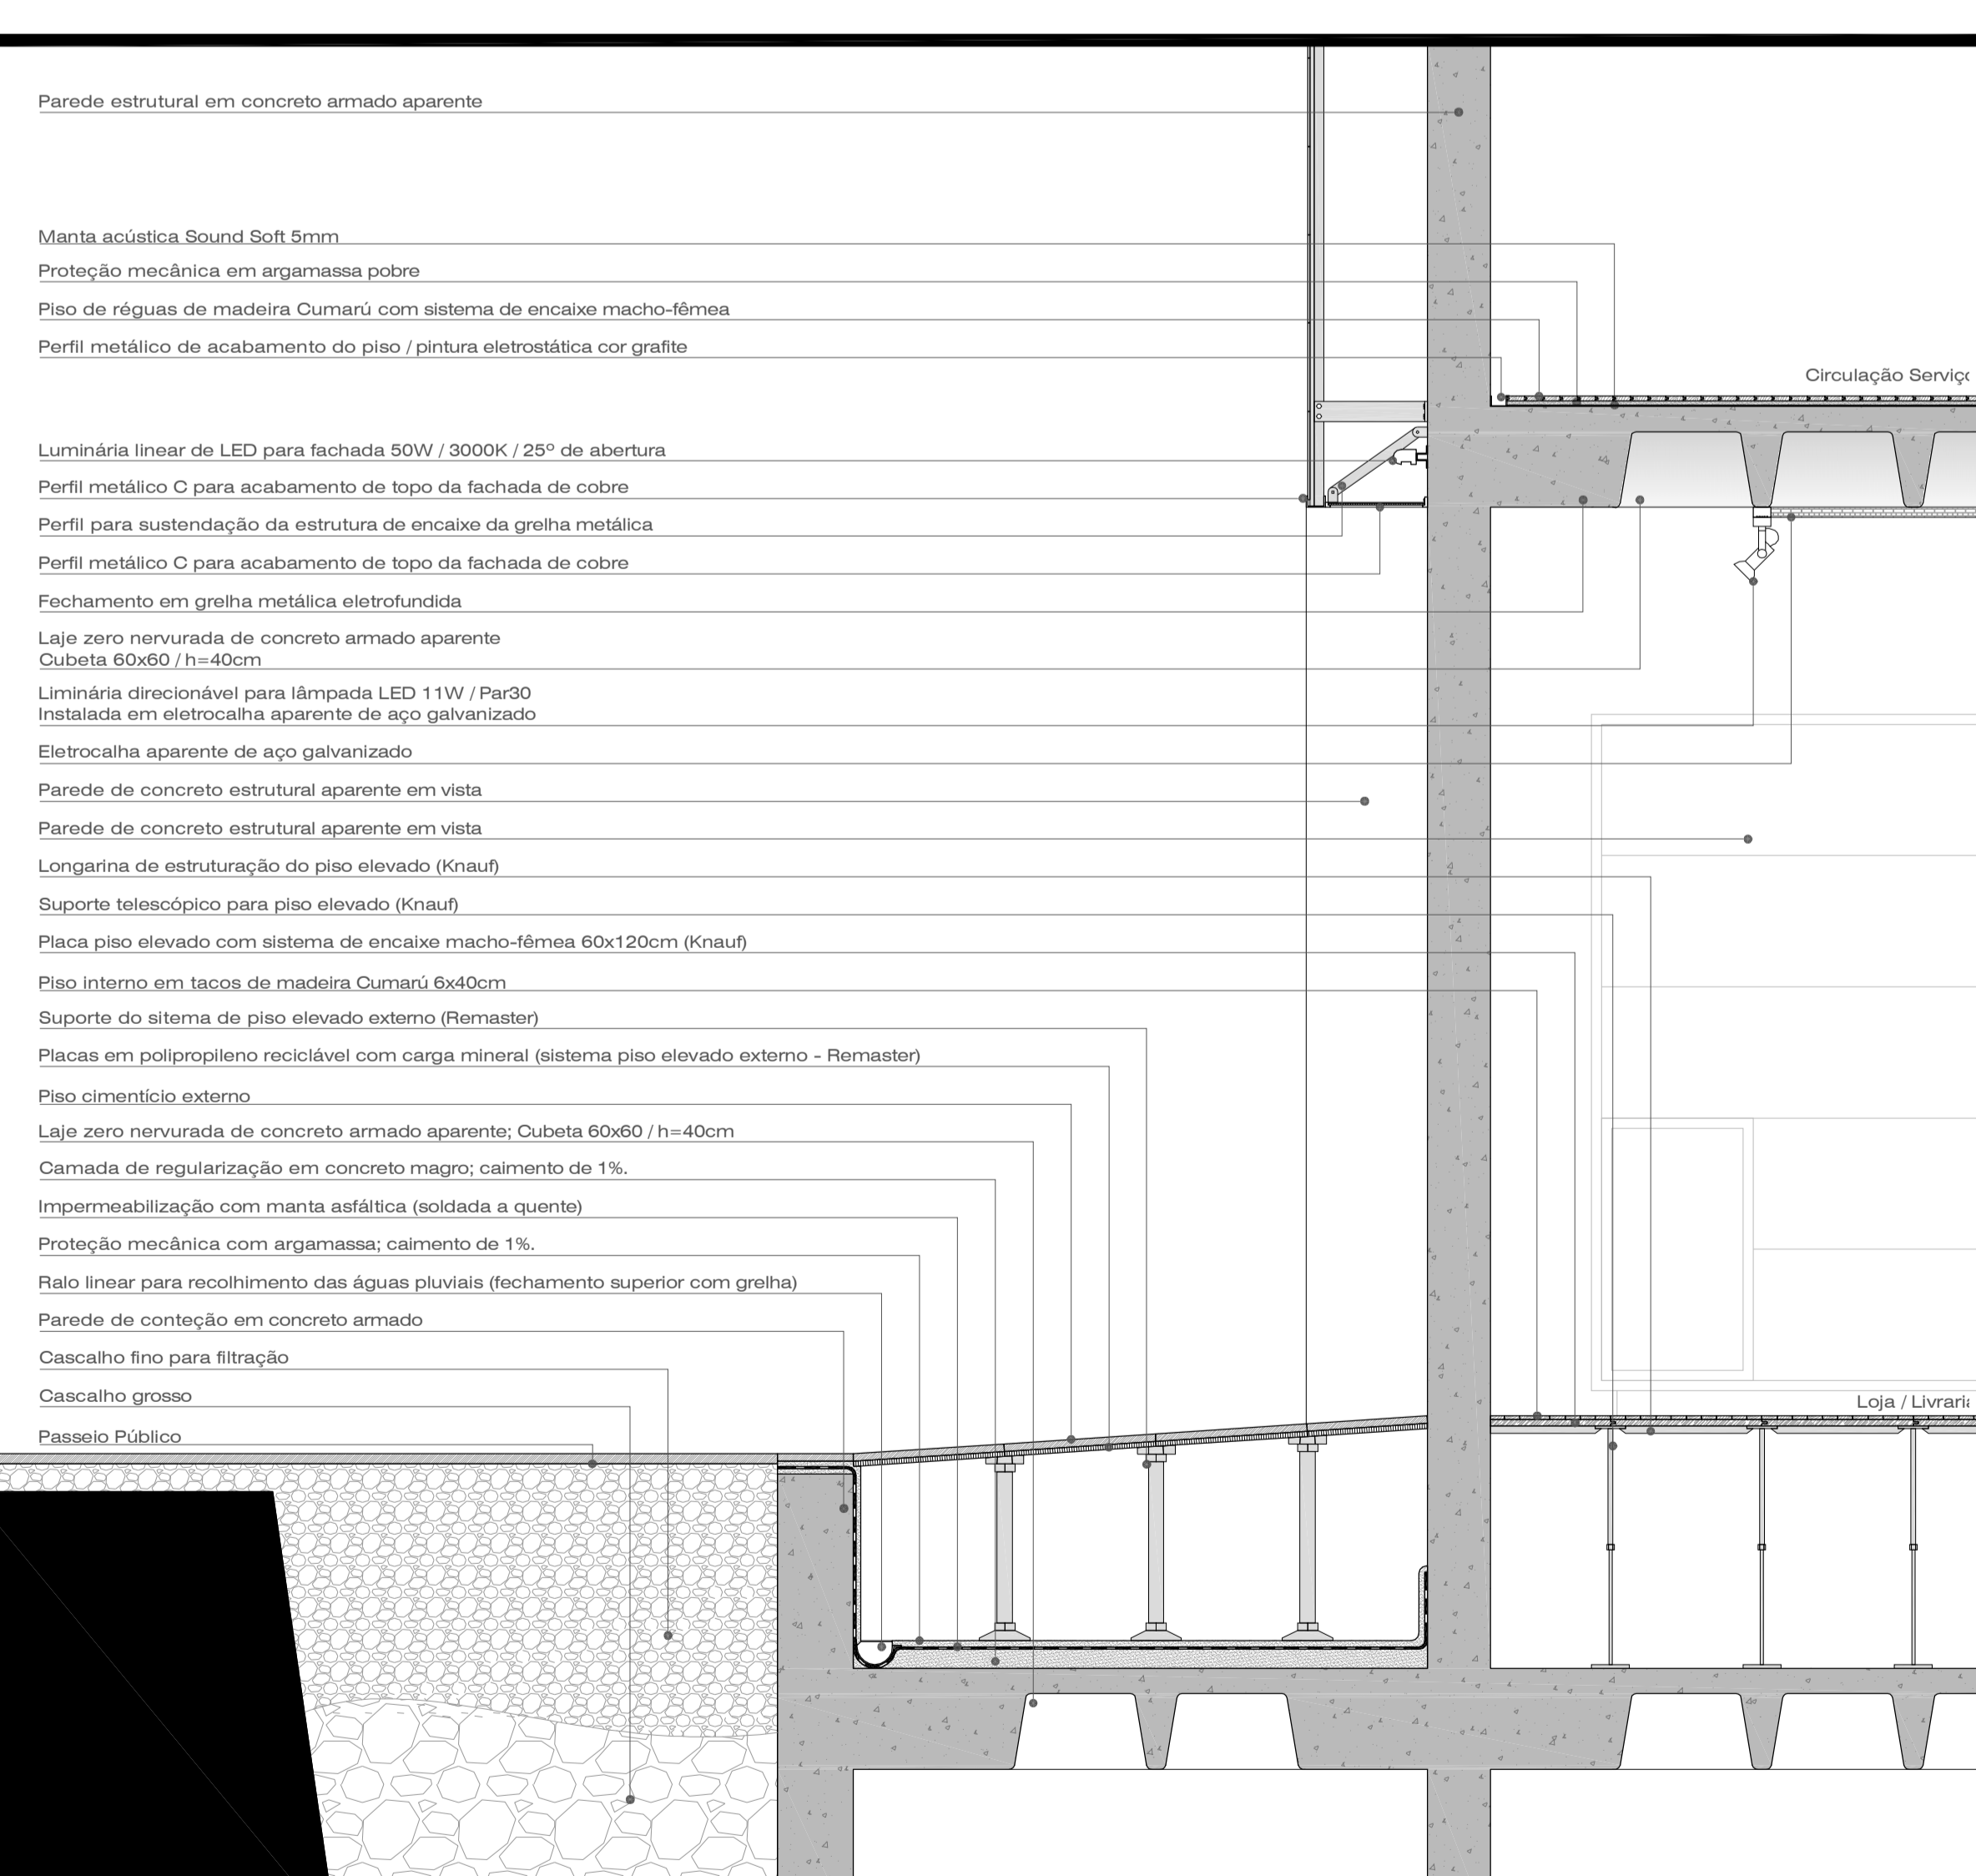 Parede estrutural em concreto armado aparente
Manta acústica Sound Soft 5mm
Proteção mecânica em argamassa pobre
Piso de réguas de madeira Cumarú com sistema de encaixe macho-fêmea
Perfil metálico de acabamento do piso / pintura eletrostática cor grafite
Circulação Serviç
Luminária linear de LED para fachada 50W / 3000K / 25º de abertura
Perfil metálico C para acabamento de topo da fachada de cobre
Perfil para sustendação da estrutura de encaixe da grelha metálica
Perfil metálico C para acabamento de topo da fachada de cobre
Fechamento em grelha metálica eletrofundida
Laje zero nervurada de concreto armado aparente
Cubeta 60x60 / h=40cm
Liminária direcionável para lâmpada LED 11W / Par30
Instalada em eletrocalha aparente de aço galvanizado
Eletrocalha aparente de aço galvanizado
Parede de concreto estrutural aparente em vista
Parede de concreto estrutural aparente em vista
Longarina de estruturação do piso elevado (Knauf)
Suporte telescópico para piso elevado (Knauf)
Placa piso elevado com sistema de encaixe macho-fêmea 60x120cm (Knauf)
Piso interno em tacos de madeira Cumarú 6x40cm
Suporte do sitema de piso elevado externo (Remaster)
Placas em polipropileno reciclável com carga mineral (sistema piso elevado externo - Remaster)
Piso cimentício externo
Laje zero nervurada de concreto armado aparente; Cubeta 60x60 / h=40cm
Camada de regularização em concreto magro; caimento de 1%.
Impermeabilização com manta asfáltica (soldada a quente)
Proteção mecânica com argamassa; caimento de 1%.
Ralo linear para recolhimento das águas pluviais (fechamento superior com grelha)
Parede de conteção em concreto armado
Cascalho fino para filtração
Cascalho grosso
Loja / Livrari
Passeio Público